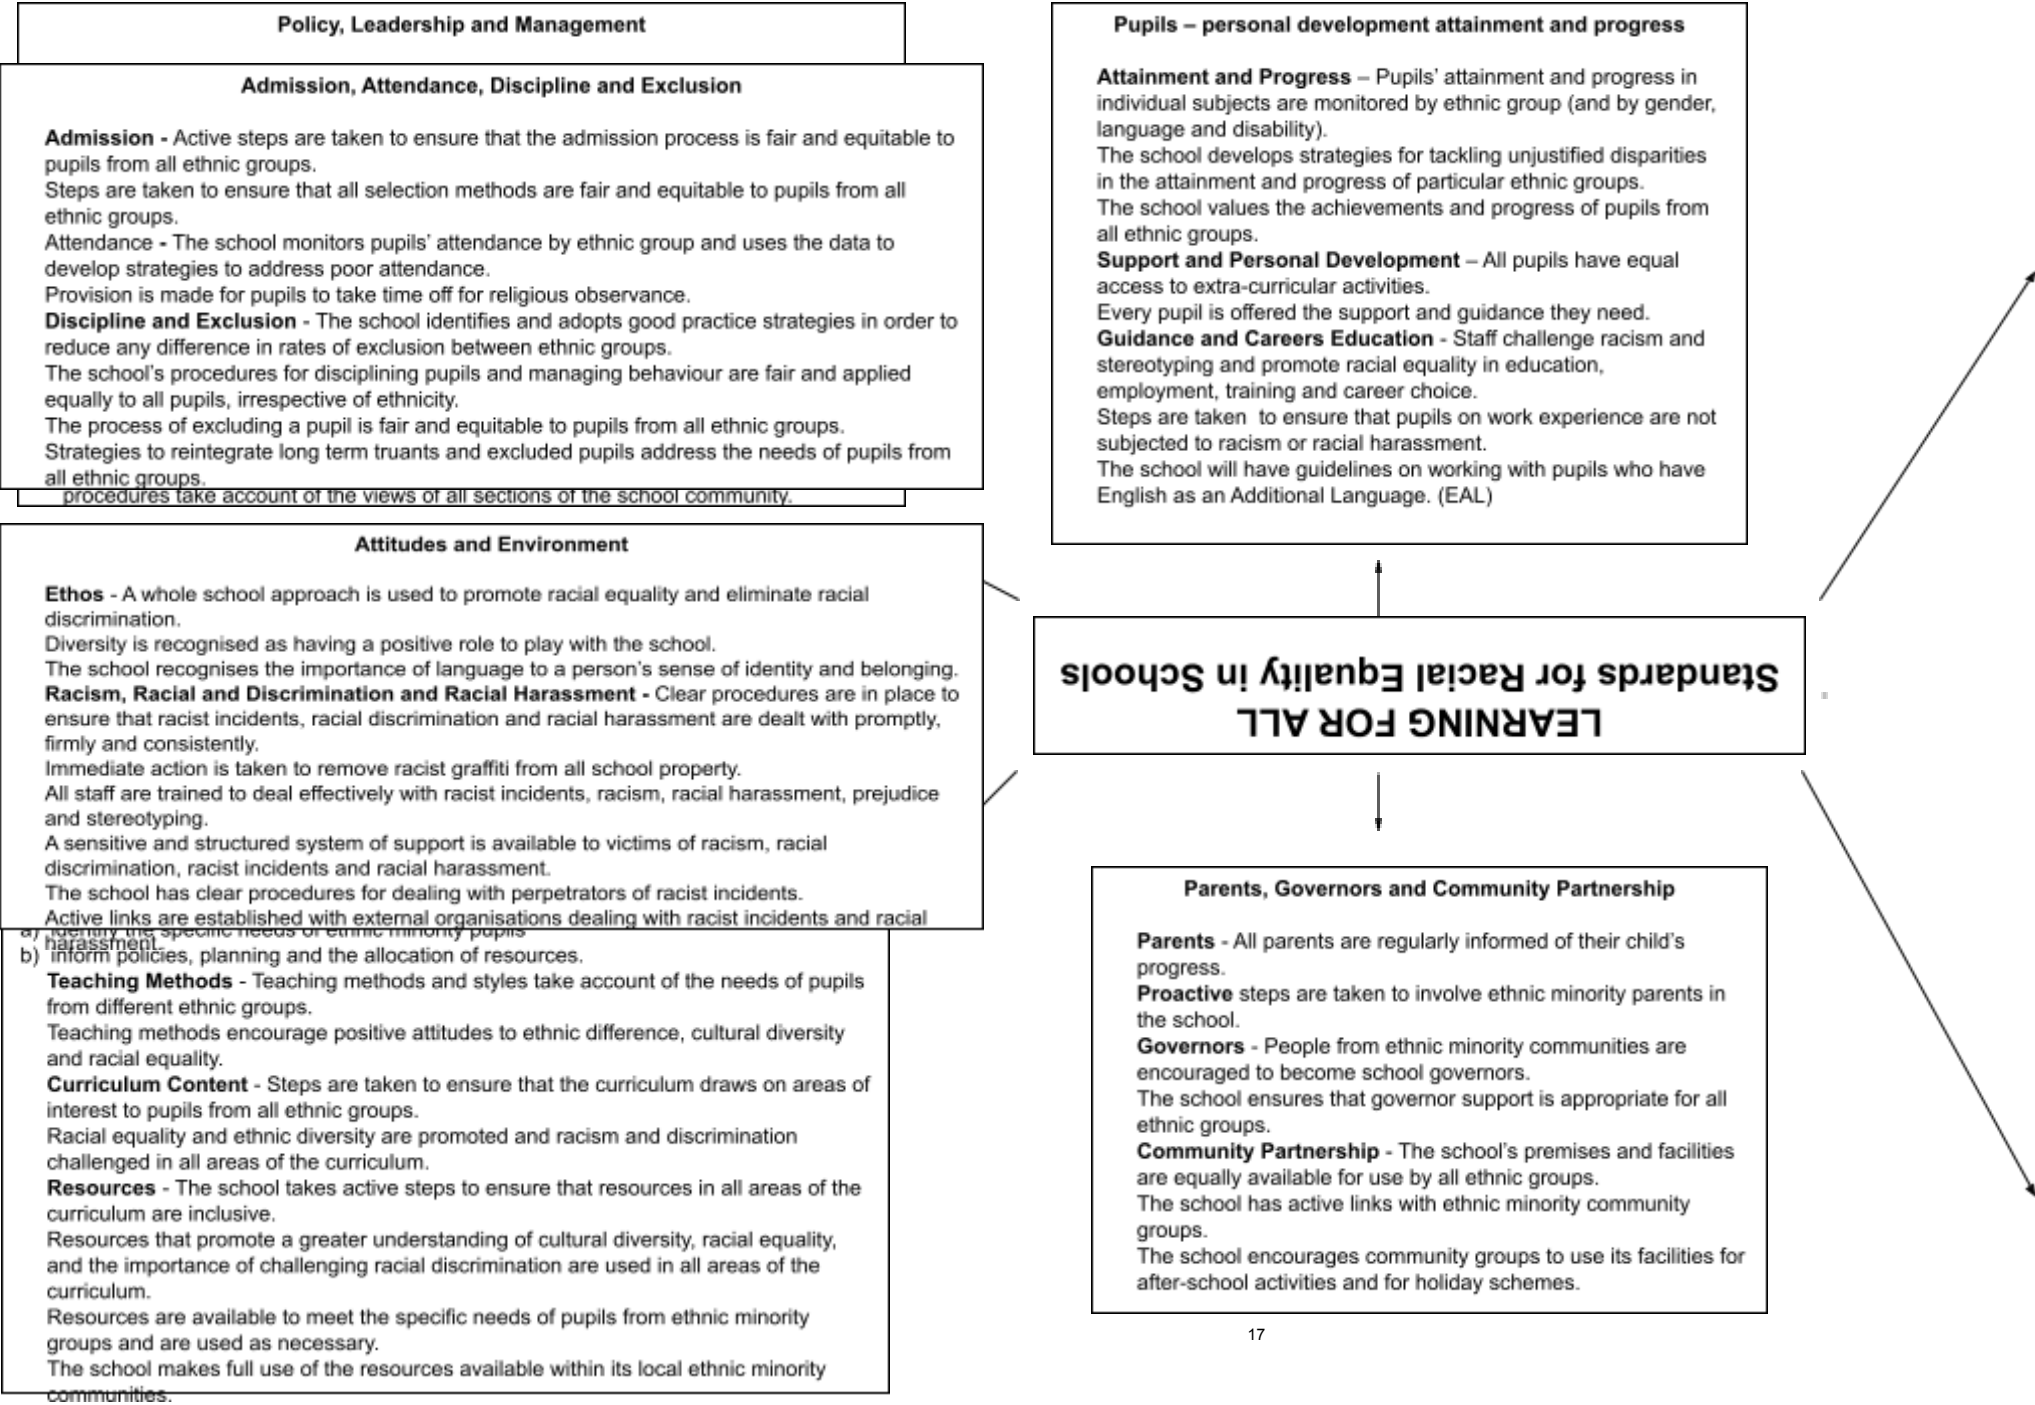 Policy, Leadership and Management
Admission, Attendance, Discipline and Exclusion
Admission - Active steps are taken to ensure that the admission process is fair and equitable to
pupils from all ethnic groups.
Steps are taken to ensure that all selection methods are fair and equitable to pupils from all
ethnic groups.
Attendance - The school monitors pupils’ attendance by ethnic group and uses the data to
develop strategies to address poor attendance.
Provision is made for pupils to take time off for religious observance.
Discipline and Exclusion - The school identifies and adopts good practice strategies in order to
reduce any difference in rates of exclusion between ethnic groups.
The school’s procedures for disciplining pupils and managing behaviour are fair and applied
equally to all pupils, irrespective of ethnicity.
The process of excluding a pupil is fair and equitable to pupils from all ethnic groups.
Strategies to reintegrate long term truants and excluded pupils address the needs of pupils from
all ethnic groups.
procedures take account of the views of all sections of the school community.
Attitudes and Environment
Ethos - A whole school approach is used to promote racial equality and eliminate racial
discrimination.
Diversity is recognised as having a positive role to play with the school.
The school recognises the importance of language to a person’s sense of identity and belonging.
Racism, Racial and Discrimination and Racial Harassment - Clear procedures are in place to
ensure that racist incidents, racial discrimination and racial harassment are dealt with promptly,
firmly and consistently.
Immediate action is taken to remove racist graffiti from all school property.
All staff are trained to deal effectively with racist incidents, racism, racial harassment, prejudice
and stereotyping.
A sensitive and structured system of support is available to victims of racism, racial
discrimination, racist incidents and racial harassment.
The school has clear procedures for dealing with perpetrators of racist incidents.
Active links are established with external organisations dealing with racist incidents and racial
harassment.
a) identify the specific needs of ethnic minority pupils
b) inform policies, planning and the allocation of resources.
Teaching Methods - Teaching methods and styles take account of the needs of pupils
from different ethnic groups.
Teaching methods encourage positive attitudes to ethnic difference, cultural diversity
and racial equality.
Curriculum Content - Steps are taken to ensure that the curriculum draws on areas of
interest to pupils from all ethnic groups.
Racial equality and ethnic diversity are promoted and racism and discrimination
challenged in all areas of the curriculum.
Resources - The school takes active steps to ensure that resources in all areas of the
curriculum are inclusive.
Resources that promote a greater understanding of cultural diversity, racial equality,
and the importance of challenging racial discrimination are used in all areas of the
curriculum.
Resources are available to meet the specific needs of pupils from ethnic minority
groups and are used as necessary.
The school makes full use of the resources available within its local ethnic minority
communities.
Pupils – personal development attainment and progress
Attainment and Progress – Pupils’ attainment and progress in
individual subjects are monitored by ethnic group (and by gender,
language and disability).
The school develops strategies for tackling unjustified disparities
in the attainment and progress of particular ethnic groups.
The school values the achievements and progress of pupils from
all ethnic groups.
Support and Personal Development – All pupils have equal
access to extra-curricular activities.
Every pupil is offered the support and guidance they need.
Guidance and Careers Education - Staff challenge racism and
stereotyping and promote racial equality in education,
employment, training and career choice.
Steps are taken to ensure that pupils on work experience are not
subjected to racism or racial harassment.
The school will have guidelines on working with pupils who have
English as an Additional Language. (EAL)
LEARNING FOR ALL
Standards for Racial Equality in Schools
Parents, Governors and Community Partnership
Parents - All parents are regularly informed of their child’s
progress.
Proactive steps are taken to involve ethnic minority parents in
the school.
Governors - People from ethnic minority communities are
encouraged to become school governors.
The school ensures that governor support is appropriate for all
ethnic groups.
Community Partnership - The school’s premises and facilities
are equally available for use by all ethnic groups.
The school has active links with ethnic minority community
groups.
The school encourages community groups to use its facilities for
after-school activities and for holiday schemes.
17